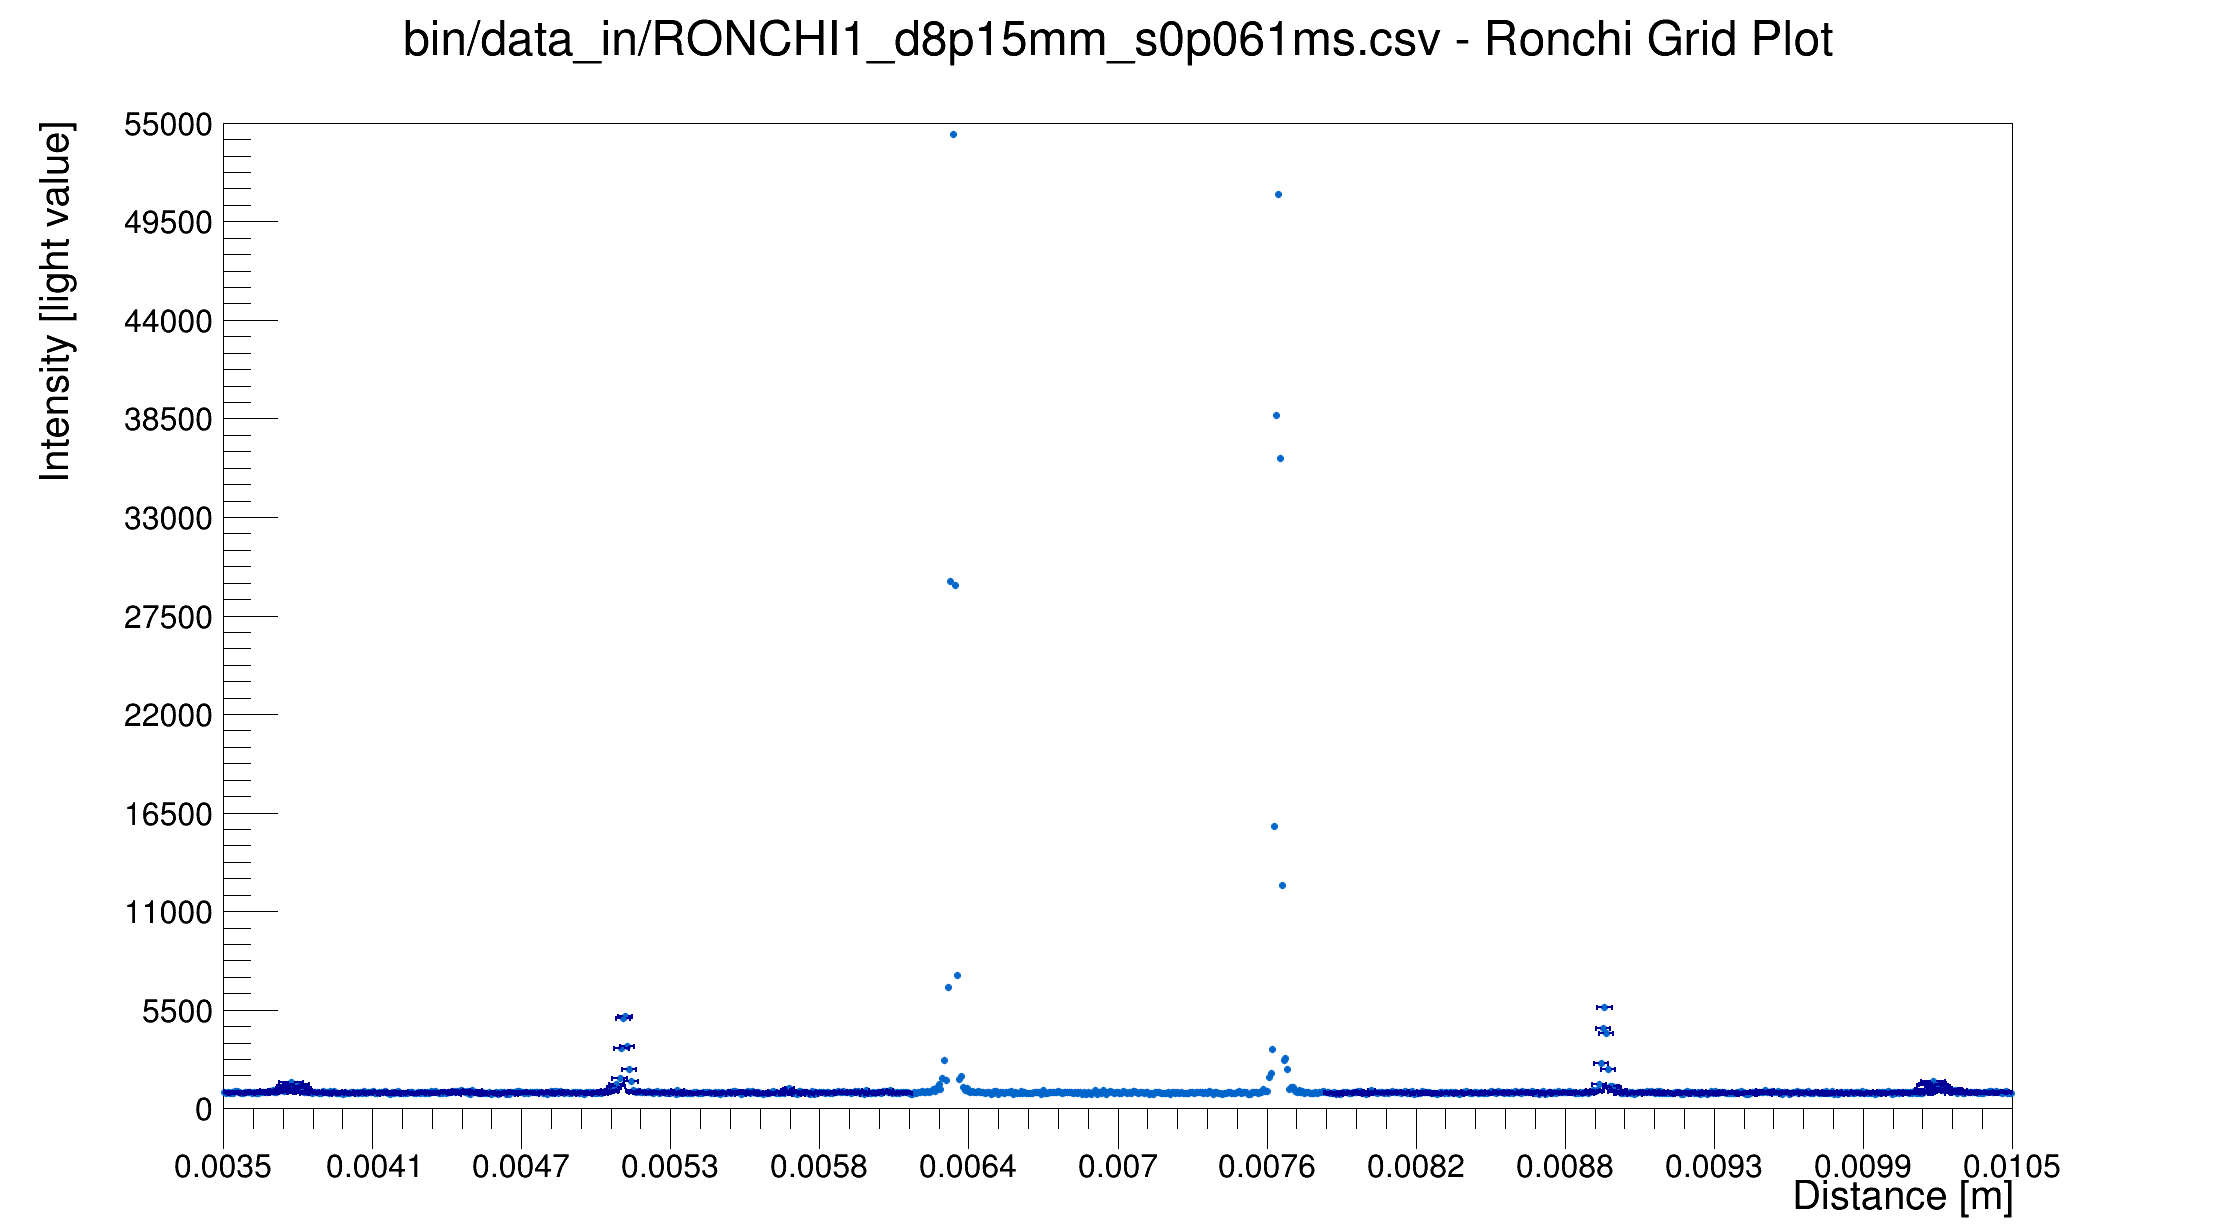 bin/data_in/RONCHI1_d8p15mm_s0p061ms.csv - Ronchi Grid Plot
Intensity [light value]
55000
49500
44000
38500
33000
27500
22000
16500
11000
5500
0
0.0035 0.0041 0.0047 0.0053 0.0058 0.0064 0.007 0.0076 0.0082 0.0088 0.0093 0.0099 0.0105
Distance [m]